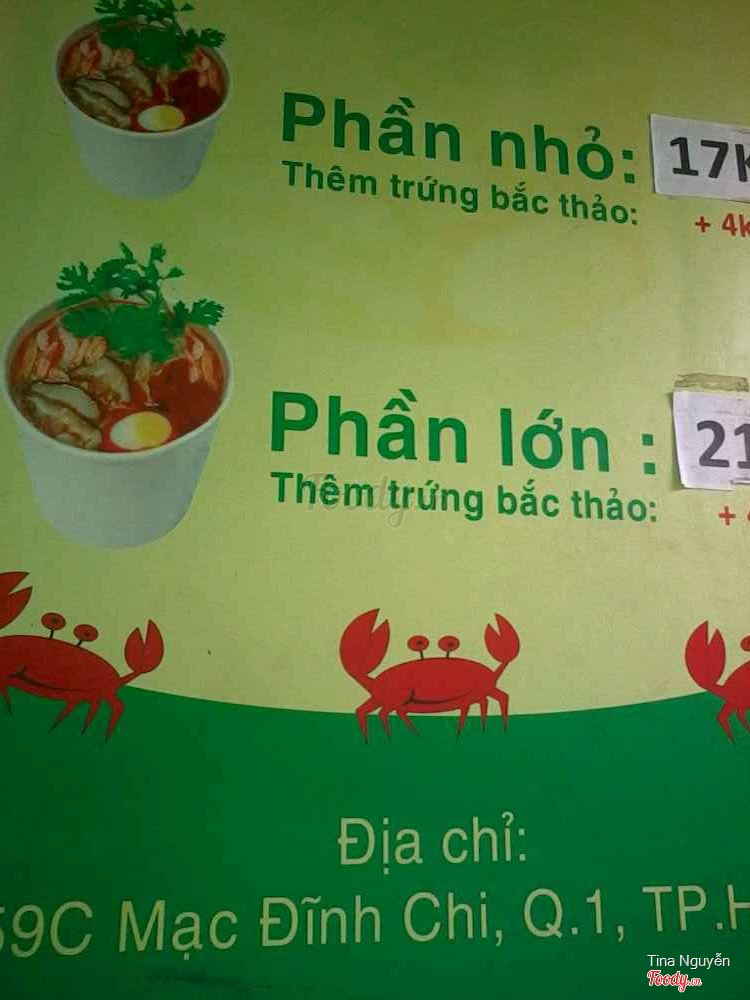 Phần nhỏ: 17K
Thêm trứng bắc thảo: + 4k
Phần lớn : 21
Thêm trứng bắc thảo: +
Foody
Địa chỉ:
59C Mạc Đĩnh Chi, Q.1, TP.H
Tina Nguyễn
Foody.vn